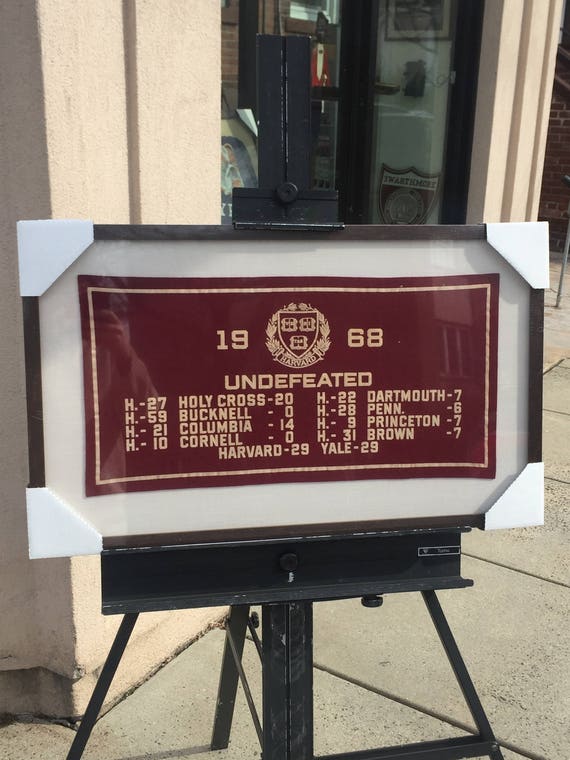 SWARTHMORE
19 68
HARVARD
UNDEFEATED
H.-27 HOLY CROSS-20 H.-22 DARTMOUTH-7
H.-59 BUCKNELL - 0 H.-28 PENN. -6
H.- 21 COLUMBIA - 14 H.- 9 PRINCETON -7
H.- 10 CORNELL - 0 H.- 31 BROWN -7
HARVARD-29 YALE-29